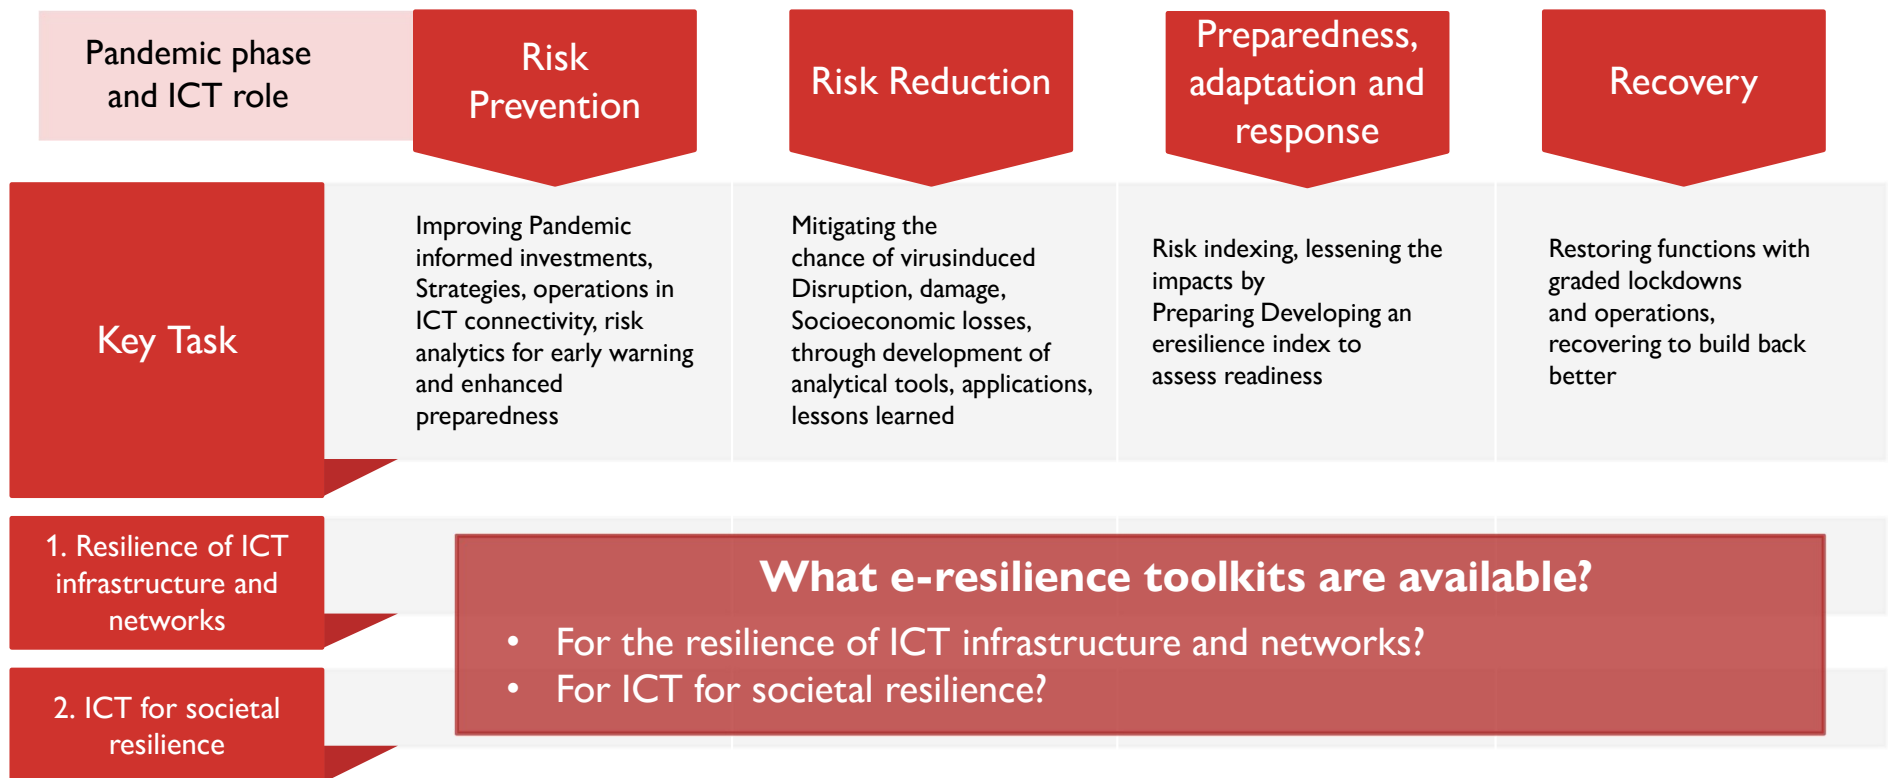 Pandemic phase
and ICT role
Risk
Prevention
Risk Reduction
Preparedness,
adaptation and
response
Recovery
Key Task
Improving Pandemic
informed investments,
Strategies, operations in
ICT connectivity, risk
analytics for early warning
and enhanced
preparedness
Mitigating the
chance of virusinduced
Disruption, damage,
Socioeconomic losses,
through development of
analytical tools, applications,
lessons learned
Risk indexing, lessening the
impacts by
Preparing Developing an
eresilience index to
assess readiness
Restoring functions with
graded lockdowns
and operations,
recovering to build back
better
1. Resilience of ICT
infrastructure and
networks
What e-resilience toolkits are available?
• For the resilience of ICT infrastructure and networks?
• For ICT for societal resilience?
2. ICT for societal
resilience